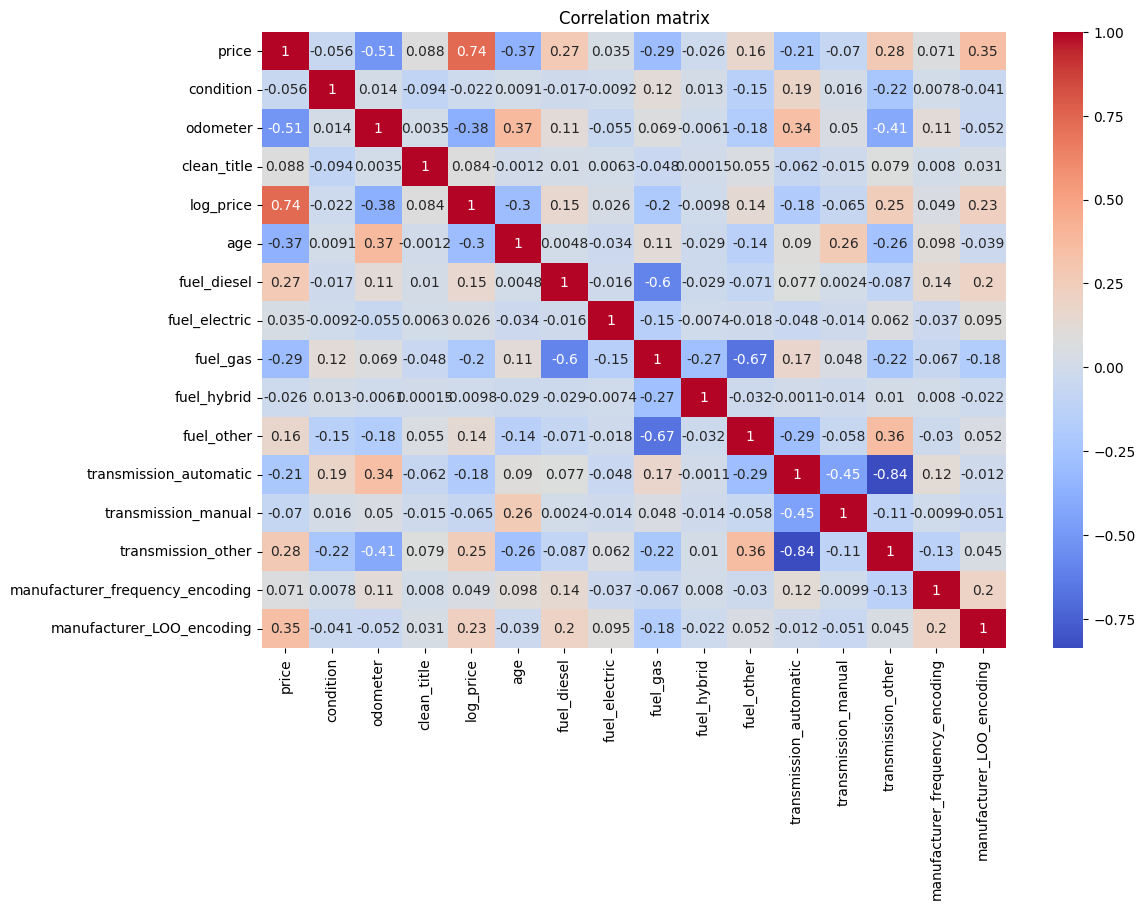 Correlation matrix
price 1 -0.056 -0.51 0.088 0.74 -0.37 0.27 0.035 -0.29 -0.026 0.16 -0.21 -0.07 0.28 0.071 0.35
condition -0.056 1 0.014 -0.094 -0.022 0.0091 -0.017 -0.0092 0.12 0.013 -0.15 0.19 0.016 -0.22 0.0078 -0.041
odometer -0.51 0.014 1 0.0035 -0.38 0.37 0.11 -0.055 0.069 -0.0061 -0.18 0.34 0.05 -0.41 0.11 -0.052
clean_title 0.088 -0.094 0.0035 1 0.084 -0.0012 0.01 0.0063 -0.048 0.055 -0.062 -0.015 0.079 0.008 0.031
log_price 0.74 -0.022 -0.38 0.084 1 -0.3 0.15 0.026 -0.2 -0.0098 0.14 -0.18 -0.065 0.25 0.049 0.23
age -0.37 0.0091 0.37 -0.0012 -0.3 1 0.0048 -0.034 0.11 -0.029 -0.14 0.09 0.26 -0.26 0.098 -0.039
fuel_diesel 0.27 -0.017 0.11 0.01 0.15 0.0048 1 -0.016 -0.6 -0.029 -0.071 0.077 0.0024 -0.087 0.14 0.2
fuel_electric 0.035 -0.0092 -0.055 0.0063 0.026 -0.034 -0.016 1 -0.15 -0.0074 -0.018 -0.048 -0.014 0.062 -0.037 0.095
fuel_gas -0.29 0.12 0.069 -0.048 -0.2 0.11 -0.6 -0.15 1 -0.27 -0.67 0.17 0.048 -0.22 -0.067 -0.18
fuel_hybrid -0.026 0.013 -0.0061 -0.0098 -0.029 -0.029 -0.0074 -0.27 1 -0.032 -0.0011 -0.014 0.01 0.008 -0.022
fuel_other 0.16 -0.15 -0.18 0.055 0.14 -0.14 -0.071 -0.018 -0.67 -0.032 1 -0.29 -0.058 0.36 -0.03 0.052
transmission_automatic -0.21 0.19 0.34 -0.062 -0.18 0.09 0.077 -0.048 0.17 -0.0011 -0.29 1 -0.45 -0.84 0.12 -0.012
transmission_manual -0.07 0.016 0.05 -0.015 -0.065 0.26 0.0024 -0.014 0.048 -0.014 -0.058 -0.45 1 -0.11 -0.0099 -0.051
transmission_other 0.28 -0.22 -0.41 0.079 0.25 -0.26 -0.087 0.062 -0.22 0.01 0.36 -0.84 -0.11 1 -0.13 0.045
manufacturer_frequency_encoding 0.071 0.0078 0.11 0.008 0.049 0.098 0.14 -0.037 -0.067 0.008 -0.03 0.12 -0.0099 -0.13 1 0.2
manufacturer_LOO_encoding 0.35 -0.041 -0.052 0.031 0.23 -0.039 0.2 0.095 -0.18 -0.022 0.052 -0.012 -0.051 0.045 0.2 1
price
condition
odometer
clean_title
log_price
age
fuel_diesel
fuel_electric
fuel_gas
fuel_hybrid
fuel_other
transmission_automatic
transmission_manual
transmission_other
manufacturer_frequency_encoding
manufacturer_LOO_encoding
1.00
0.75
0.50
0.25
0.00
−0.25
−0.50
−0.75